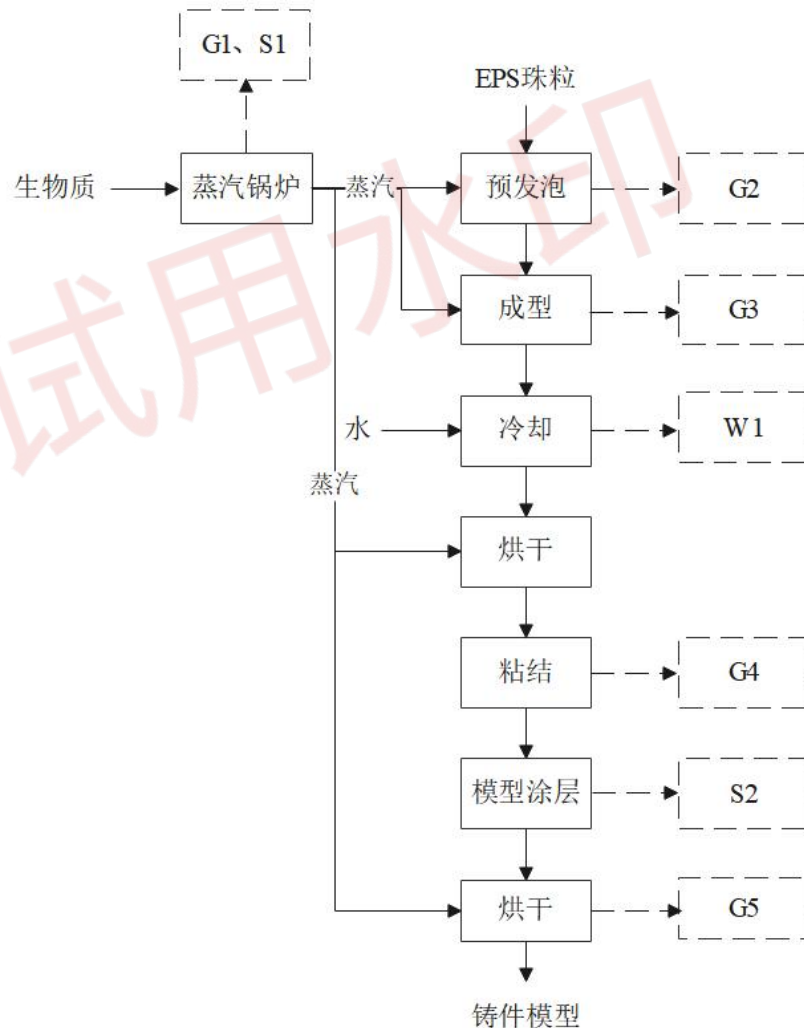 G1、S1
EPS珠粒
生物质
蒸汽锅炉
蒸汽
预发泡
G2
成型
G3
水
冷却
W1
蒸汽
烘干
粘结
G4
模型涂层
S2
烘干
G5
铸件模型
试用水印